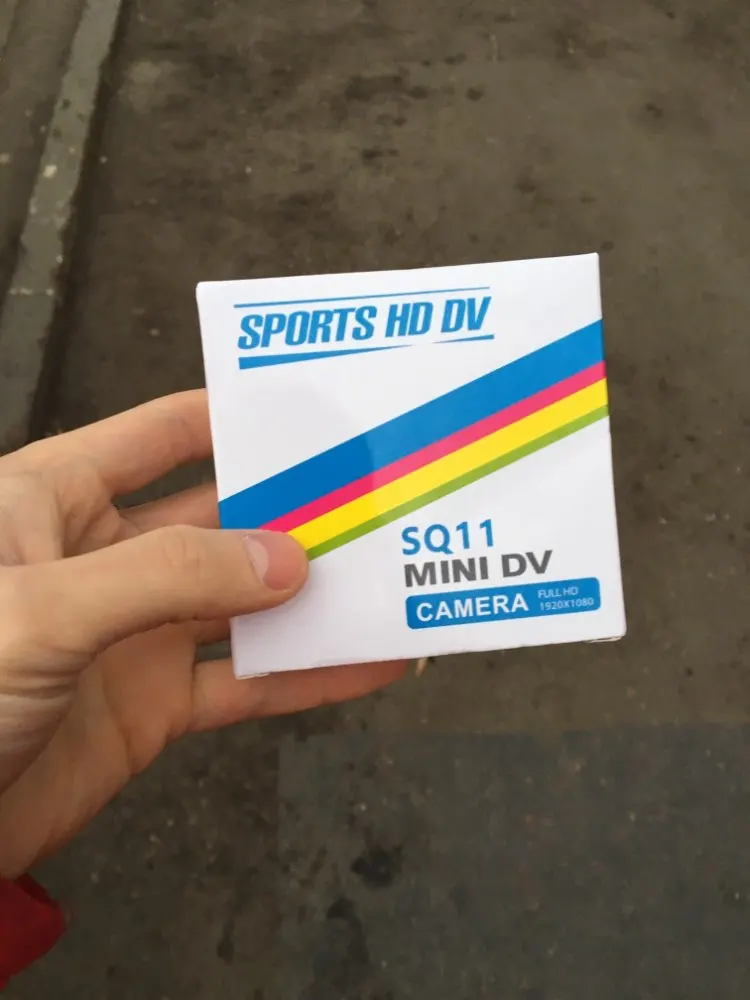 SPORTS HD DV
SQ11
MINI DV
CAMERA
FULL HD
1920X1080